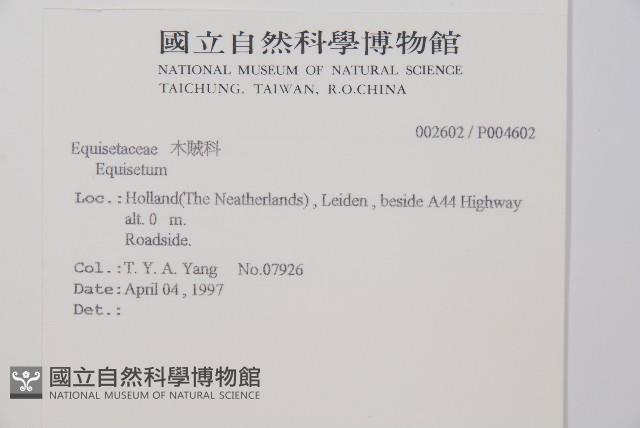 國立自然科學博物館
NATIONAL MUSEUM OF NATURAL SCIENCE
TAICHUNG, TAIWAN, R.O.CHINA
002602 / P004602
Equisetaceae 木賊科
Equisetum
Loc.:Holland(The Neatherlands) , Leiden , beside A44 Highway
alt. 0 m.
Roadside.
Col.:T. Y. A. Yang No.07926
Date:April 04 , 1997
Det.:
國立自然科學博物館
NATIONAL MUSEUM OF NATURAL SCIENCE